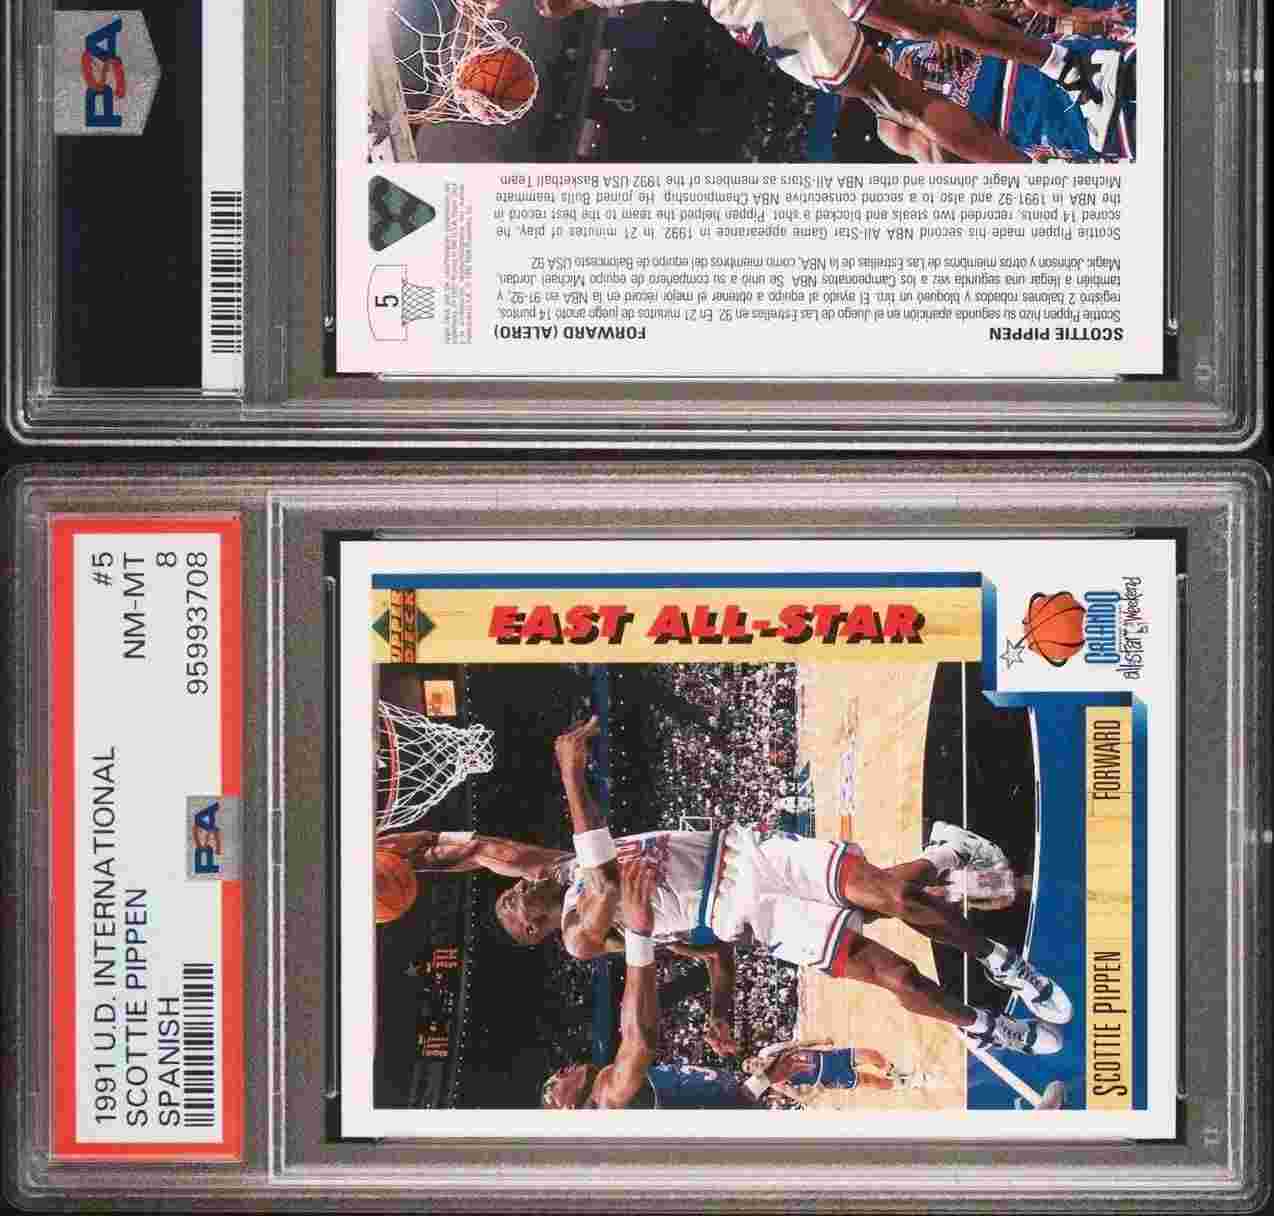 PSA
SCOTTIE PIPPEN FORWARD (ALERO)
5
Scottie Pippen hizo su segunda aparición en el Juego de Las Estrellas en 92. En 21 minutos de juego anotó 14 puntos,
registró 2 balones robados y bloqueó un tiro. El ayudó al equipo a obtener el mejor record en la NBA en 91-92, y
también a llegar una segunda vez a los Campeonatos NBA. Se unió a su compañero de equipo Michael Jordan,
Magic Johnson y otros miembros de Las estrellas de la NBA, como miembros del equipo de Baloncesto USA 92.
Scottie Pippen made his second NBA All-Star Game appearance in 1992. In 21 minutes of play, he
scored 14 points, recorded two steals and blocked a shot. Pippen helped the team to the best record in
the NBA in 1991-92 and also to a second consecutive NBA Championship. He joined Bulls teammate
Michael Jordan, Magic Johnson and other NBA All-Stars as members of the 1992 USA Basketball Team
1991 U.D. INTERNATIONAL #5
SCOTTIE PIPPEN NM-MT
SPANISH 8
PSA 95993708
UPPER DECK
EAST ALL-STAR
ORLANDO
all-star Weekend
SCOTTIE PIPPEN FORWARD